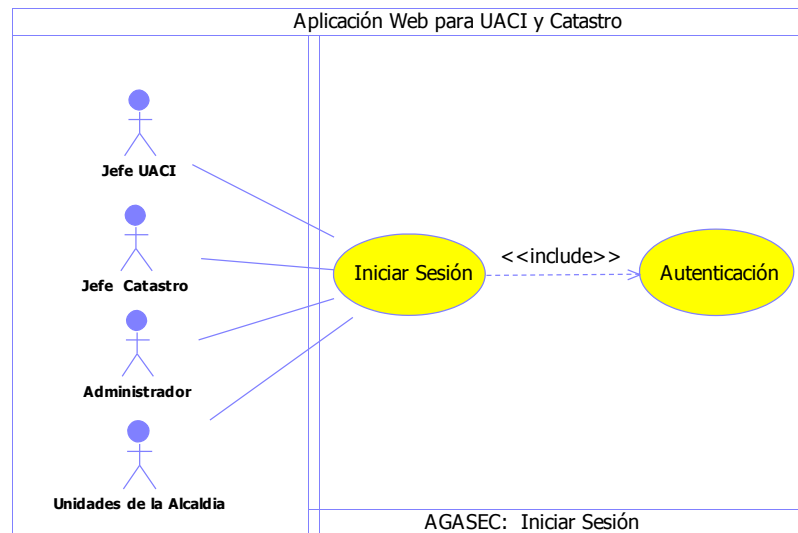 Aplicación Web para UACI y Catastro
Jefe UACI
Jefe Catastro
Administrador
Unidades de la Alcaldia
Iniciar Sesión
<<include>>
Autenticación
AGASEC: Iniciar Sesión